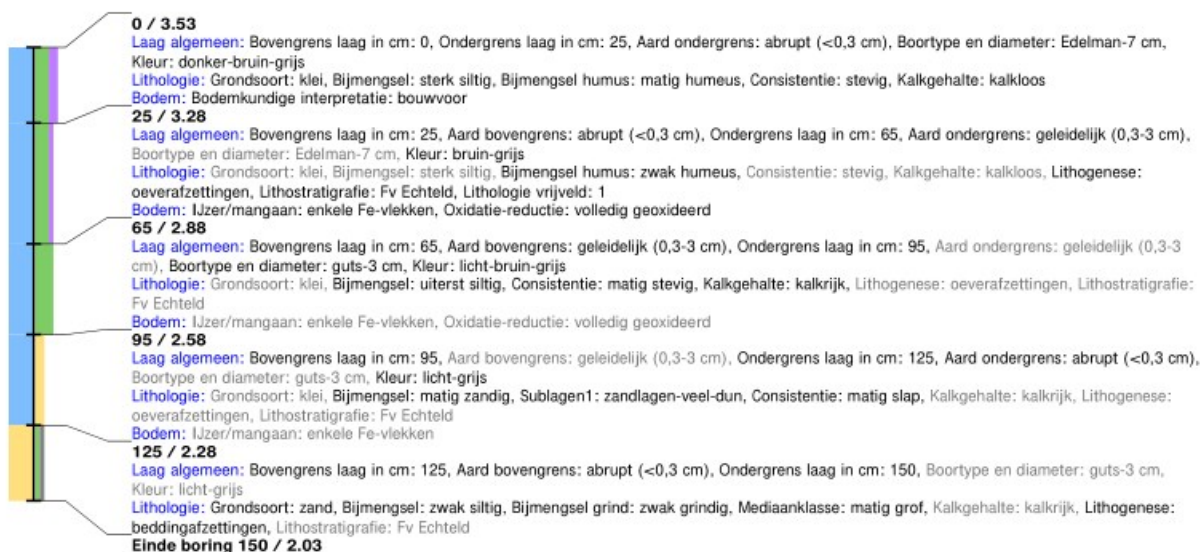 0 / 3.53
Laag algemeen: Bovengrens laag in cm: 0, Ondergrens laag in cm: 25, Aard ondergrens: abrupt (<0,3 cm), Boortype en diameter: Edelman-7 cm,
Kleur: donker-bruin-grijs
Lithologie: Grondsoort: klei, Bijmengsel: sterk siltig, Bijmengsel humus: matig humeus, Consistentie: stevig, Kalkgehalte: kalkloos
Bodem: Bodemkundige interpretatie: bouwvoor
25 / 3.28
Laag algemeen: Bovengrens laag in cm: 25, Aard bovengrens: abrupt (<0,3 cm), Ondergrens laag in cm: 65, Aard ondergrens: geleidelijk (0,3-3 cm),
Boortype en diameter: Edelman-7 cm, Kleur: bruin-grijs
Lithologie: Grondsoort: klei, Bijmengsel: sterk siltig, Bijmengsel humus: zwak humeus, Consistentie: stevig, Kalkgehalte: kalkloos, Lithogenese:
oeverafzettingen, Lithostratigrafie: Fv Echteld, Lithologie vrijveld: 1
Bodem: IJzer/mangaan: enkele Fe-vlekken, Oxidatie-reductie: volledig geoxideerd
65 / 2.88
Laag algemeen: Bovengrens laag in cm: 65, Aard bovengrens: geleidelijk (0,3-3 cm), Ondergrens laag in cm: 95, Aard ondergrens: geleidelijk (0,3-3
cm), Boortype en diameter: guts-3 cm, Kleur: licht-bruin-grijs
Lithologie: Grondsoort: klei, Bijmengsel: uiterst siltig, Consistentie: matig stevig, Kalkgehalte: kalkrijk, Lithogenese: oeverafzettingen, Lithostratigrafie:
Fv Echteld
Bodem: IJzer/mangaan: enkele Fe-vlekken, Oxidatie-reductie: volledig geoxideerd
95 / 2.58
Laag algemeen: Bovengrens laag in cm: 95, Aard bovengrens: geleidelijk (0,3-3 cm), Ondergrens laag in cm: 125, Aard ondergrens: abrupt (<0,3 cm),
Boortype en diameter: guts-3 cm, Kleur: licht-grijs
Lithologie: Grondsoort: klei, Bijmengsel: matig zandig, Sublagen1: zandlagen-veel-dun, Consistentie: matig slap, Kalkgehalte: kalkrijk, Lithogenese:
oeverafzettingen, Lithostratigrafie: Fv Echteld
Bodem: IJzer/mangaan: enkele Fe-vlekken
125 / 2.28
Laag algemeen: Bovengrens laag in cm: 125, Aard bovengrens: abrupt (<0,3 cm), Ondergrens laag in cm: 150, Boortype en diameter: guts-3 cm,
Kleur: licht-grijs
Lithologie: Grondsoort: zand, Bijmengsel: zwak siltig, Bijmengsel grind: zwak grindig, Mediaanklasse: matig grof, Kalkgehalte: kalkrijk, Lithogenese:
beddingafzettingen, Lithostratigrafie: Fv Echteld
Einde boring 150 / 2.03